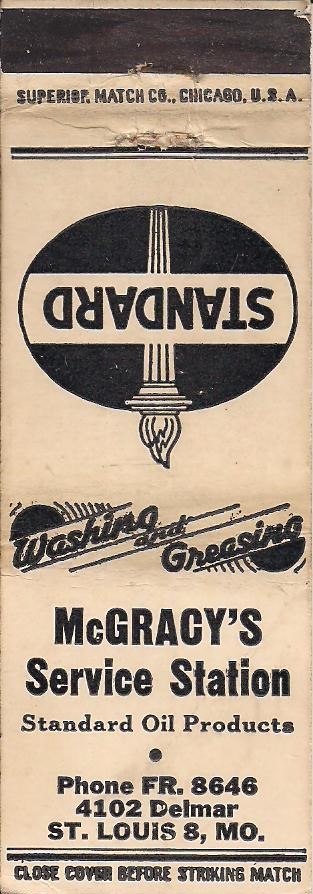 SUPERIOR MATCH CO., CHICAGO, U.S.A.
STANDARD
Washing and Greasing
McGRACY'S
Service Station
Standard Oil Products
Phone FR. 8646
4102 Delmar
ST. LOUIS 8, MO.
CLOSE COVER BEFORE STRIKING MATCH